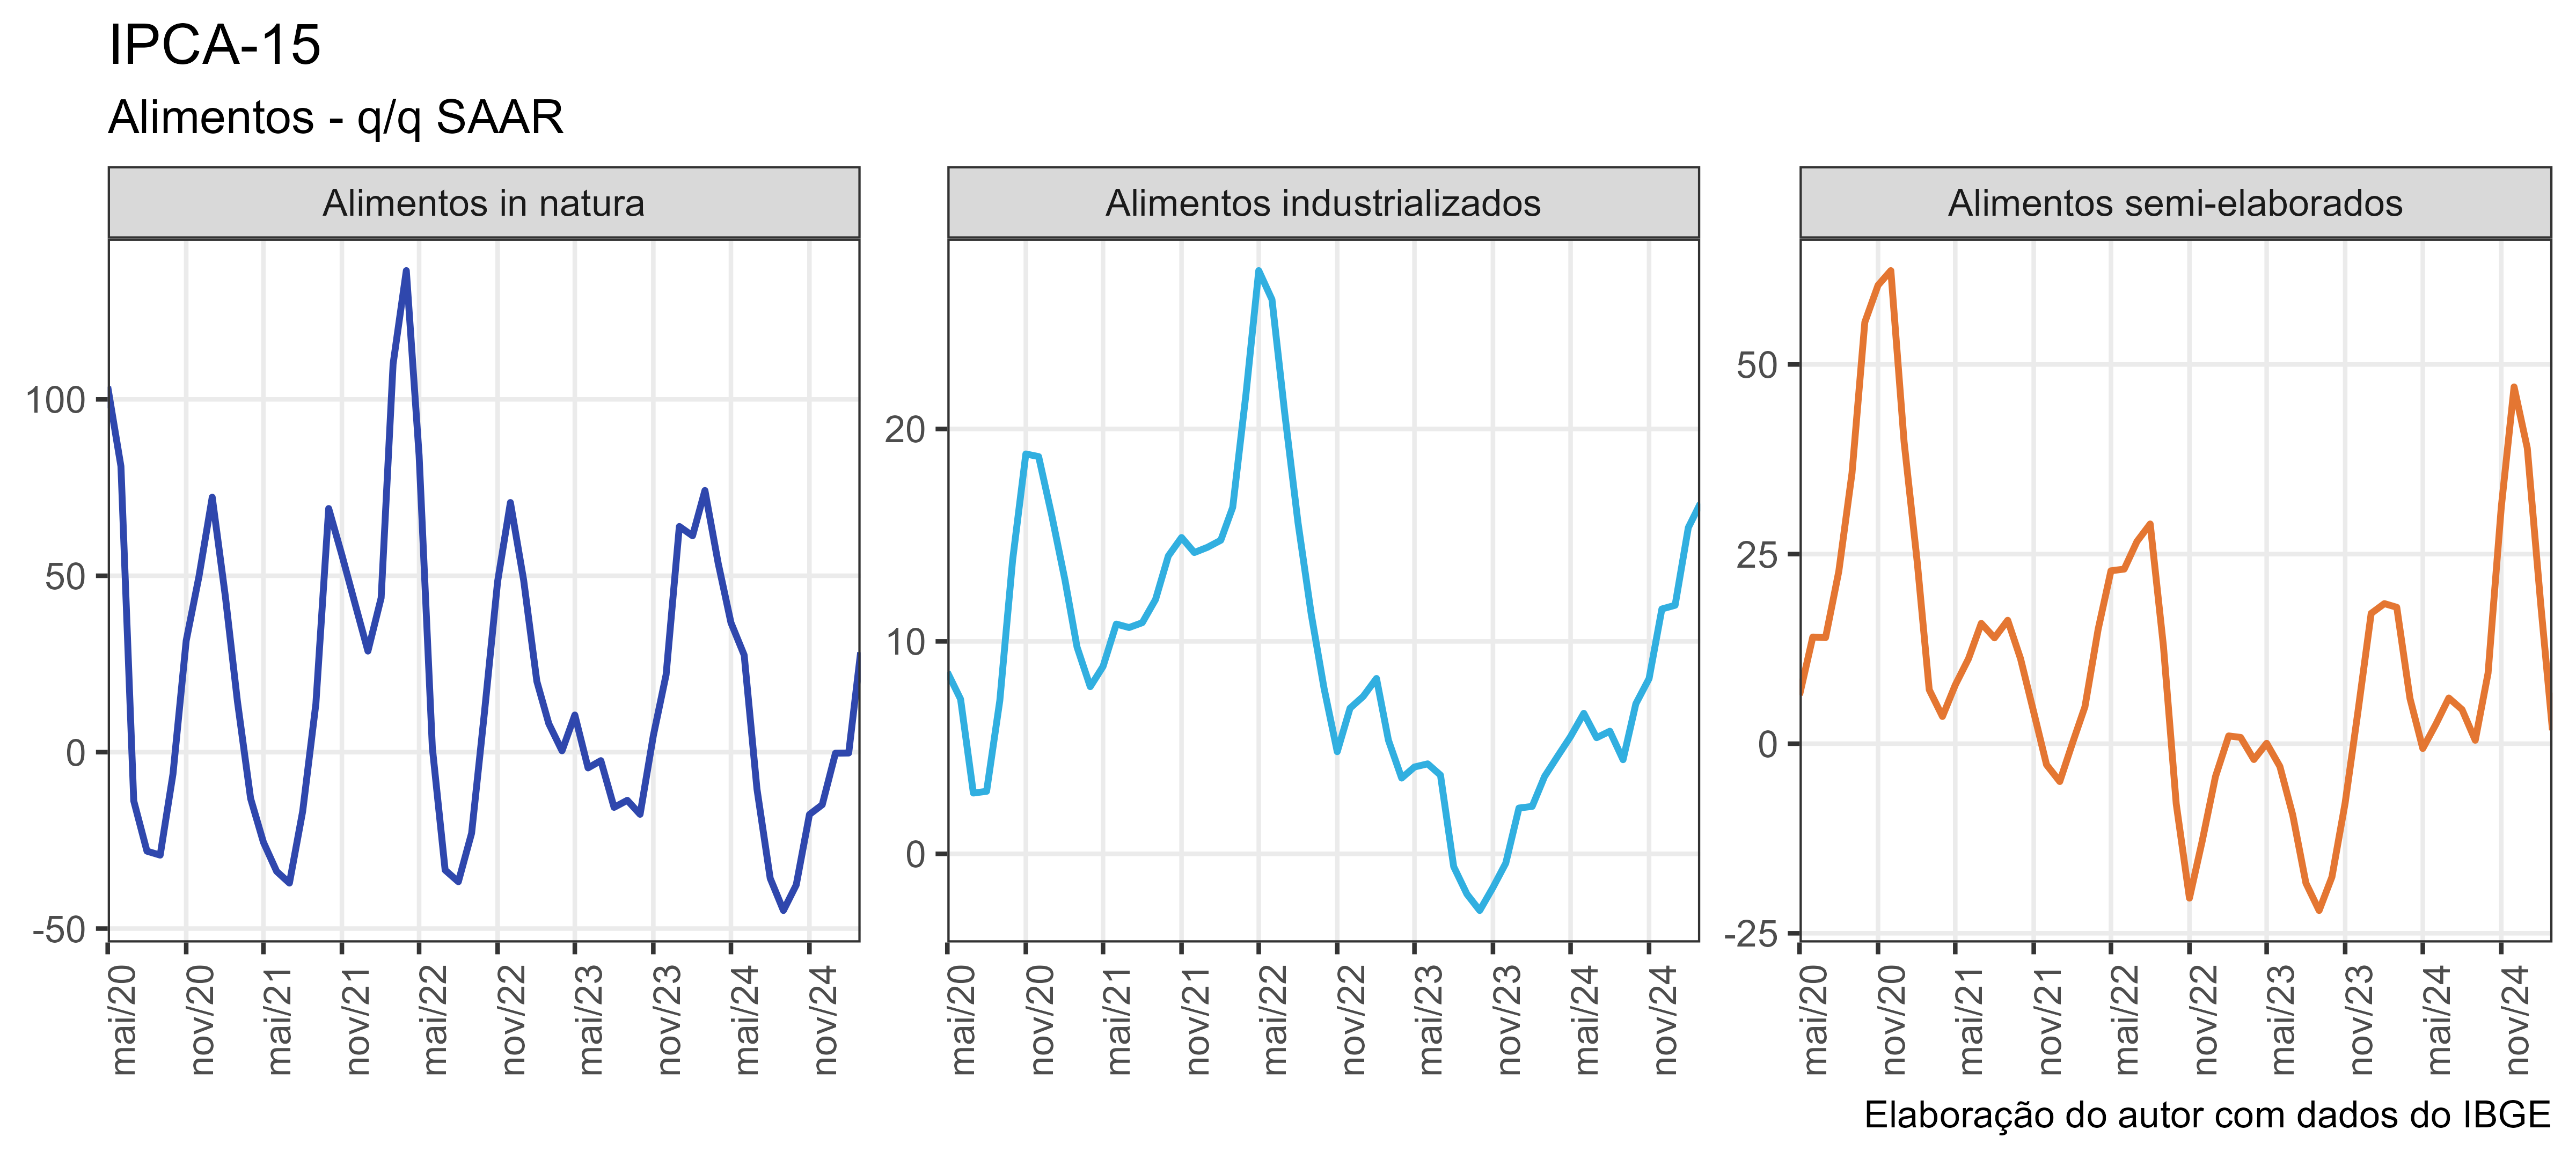 IPCA-15
Alimentos - q/q SAAR
Alimentos in natura
Alimentos industrializados
Alimentos semi-elaborados
100
50
0
-50
20
10
0
50
25
0
-25
mai/20
nov/20
mai/21
nov/21
mai/22
nov/22
mai/23
nov/23
mai/24
nov/24
mai/20
nov/20
mai/21
nov/21
mai/22
nov/22
mai/23
nov/23
mai/24
nov/24
mai/20
nov/20
mai/21
nov/21
mai/22
nov/22
mai/23
nov/23
mai/24
nov/24
Elaboração do autor com dados do IBGE